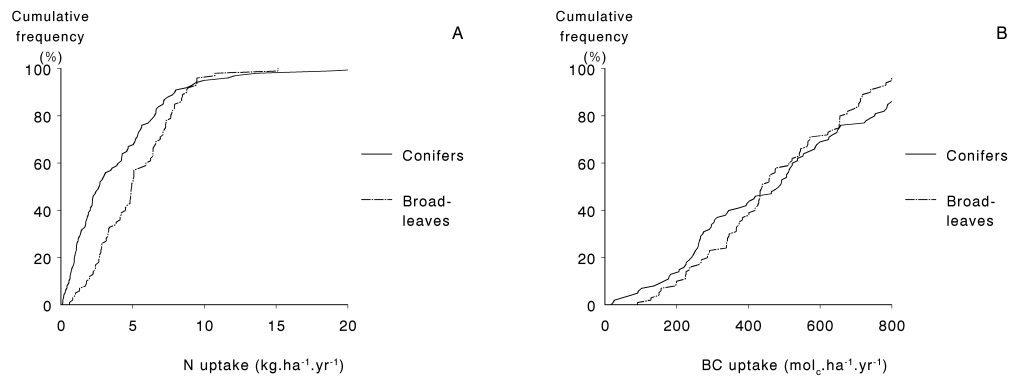 Cumulative
frequency
(%)
A
100
80
60
40
20
0
0 5 10 15 20
N uptake (kg.ha⁻¹.yr⁻¹)
Conifers
Broad-
leaves
Cumulative
frequency
(%)
B
100
80
60
40
20
0
0 200 400 600 800
BC uptake (mol_c.ha⁻¹.yr⁻¹)
Conifers
Broad-
leaves